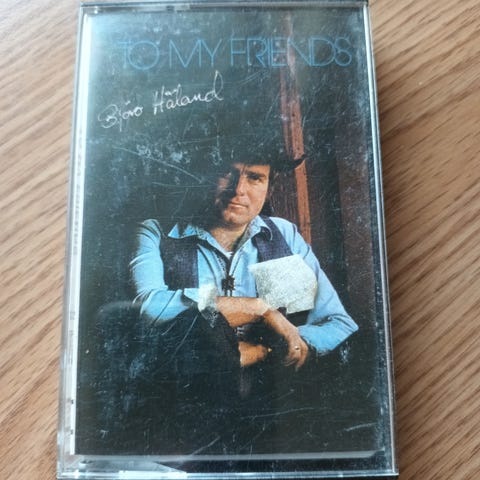 TO MY FRIENDS
Bjøro Håland